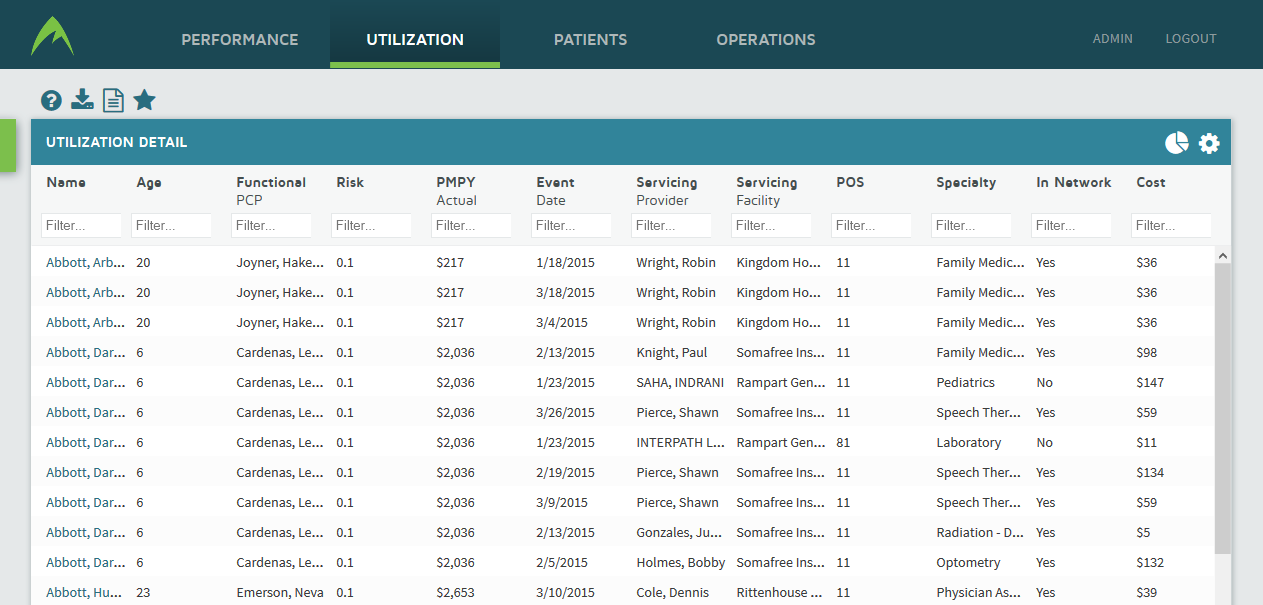 PERFORMANCE UTILIZATION PATIENTS OPERATIONS ADMIN LOGOUT
UTILIZATION DETAIL
Name Age Functional Risk PMPY Event Servicing Servicing POS Specialty In Network Cost
PCP Actual Date Provider Facility
Filter... Filter... Filter... Filter... Filter... Filter... Filter... Filter... Filter... Filter... Filter... Filter...
Abbott, Arb... 20 Joyner, Hake... 0.1 $217 1/18/2015 Wright, Robin Kingdom Ho... 11 Family Medic... Yes $36
Abbott, Arb... 20 Joyner, Hake... 0.1 $217 3/18/2015 Wright, Robin Kingdom Ho... 11 Family Medic... Yes $36
Abbott, Arb... 20 Joyner, Hake... 0.1 $217 3/4/2015 Wright, Robin Kingdom Ho... 11 Family Medic... Yes $36
Abbott, Dar... 6 Cardenas, Le... 0.1 $2,036 2/13/2015 Knight, Paul Somafree Ins... 11 Family Medic... Yes $98
Abbott, Dar... 6 Cardenas, Le... 0.1 $2,036 1/23/2015 SAHA, INDRANI Rampart Gen... 11 Pediatrics No $147
Abbott, Dar... 6 Cardenas, Le... 0.1 $2,036 3/26/2015 Pierce, Shawn Somafree Ins... 11 Speech Ther... Yes $59
Abbott, Dar... 6 Cardenas, Le... 0.1 $2,036 1/23/2015 INTERPATH L... Rampart Gen... 81 Laboratory No $11
Abbott, Dar... 6 Cardenas, Le... 0.1 $2,036 2/19/2015 Pierce, Shawn Somafree Ins... 11 Speech Ther... Yes $134
Abbott, Dar... 6 Cardenas, Le... 0.1 $2,036 3/9/2015 Pierce, Shawn Somafree Ins... 11 Speech Ther... Yes $59
Abbott, Dar... 6 Cardenas, Le... 0.1 $2,036 2/13/2015 Gonzales, Ju... Somafree Ins... 11 Radiation - D... Yes $5
Abbott, Dar... 6 Cardenas, Le... 0.1 $2,036 2/5/2015 Holmes, Bobby Somafree Ins... 11 Optometry Yes $132
Abbott, Hu... 23 Emerson, Neva 0.1 $2,653 3/10/2015 Cole, Dennis Rittenhouse ... 11 Physician As... Yes $39